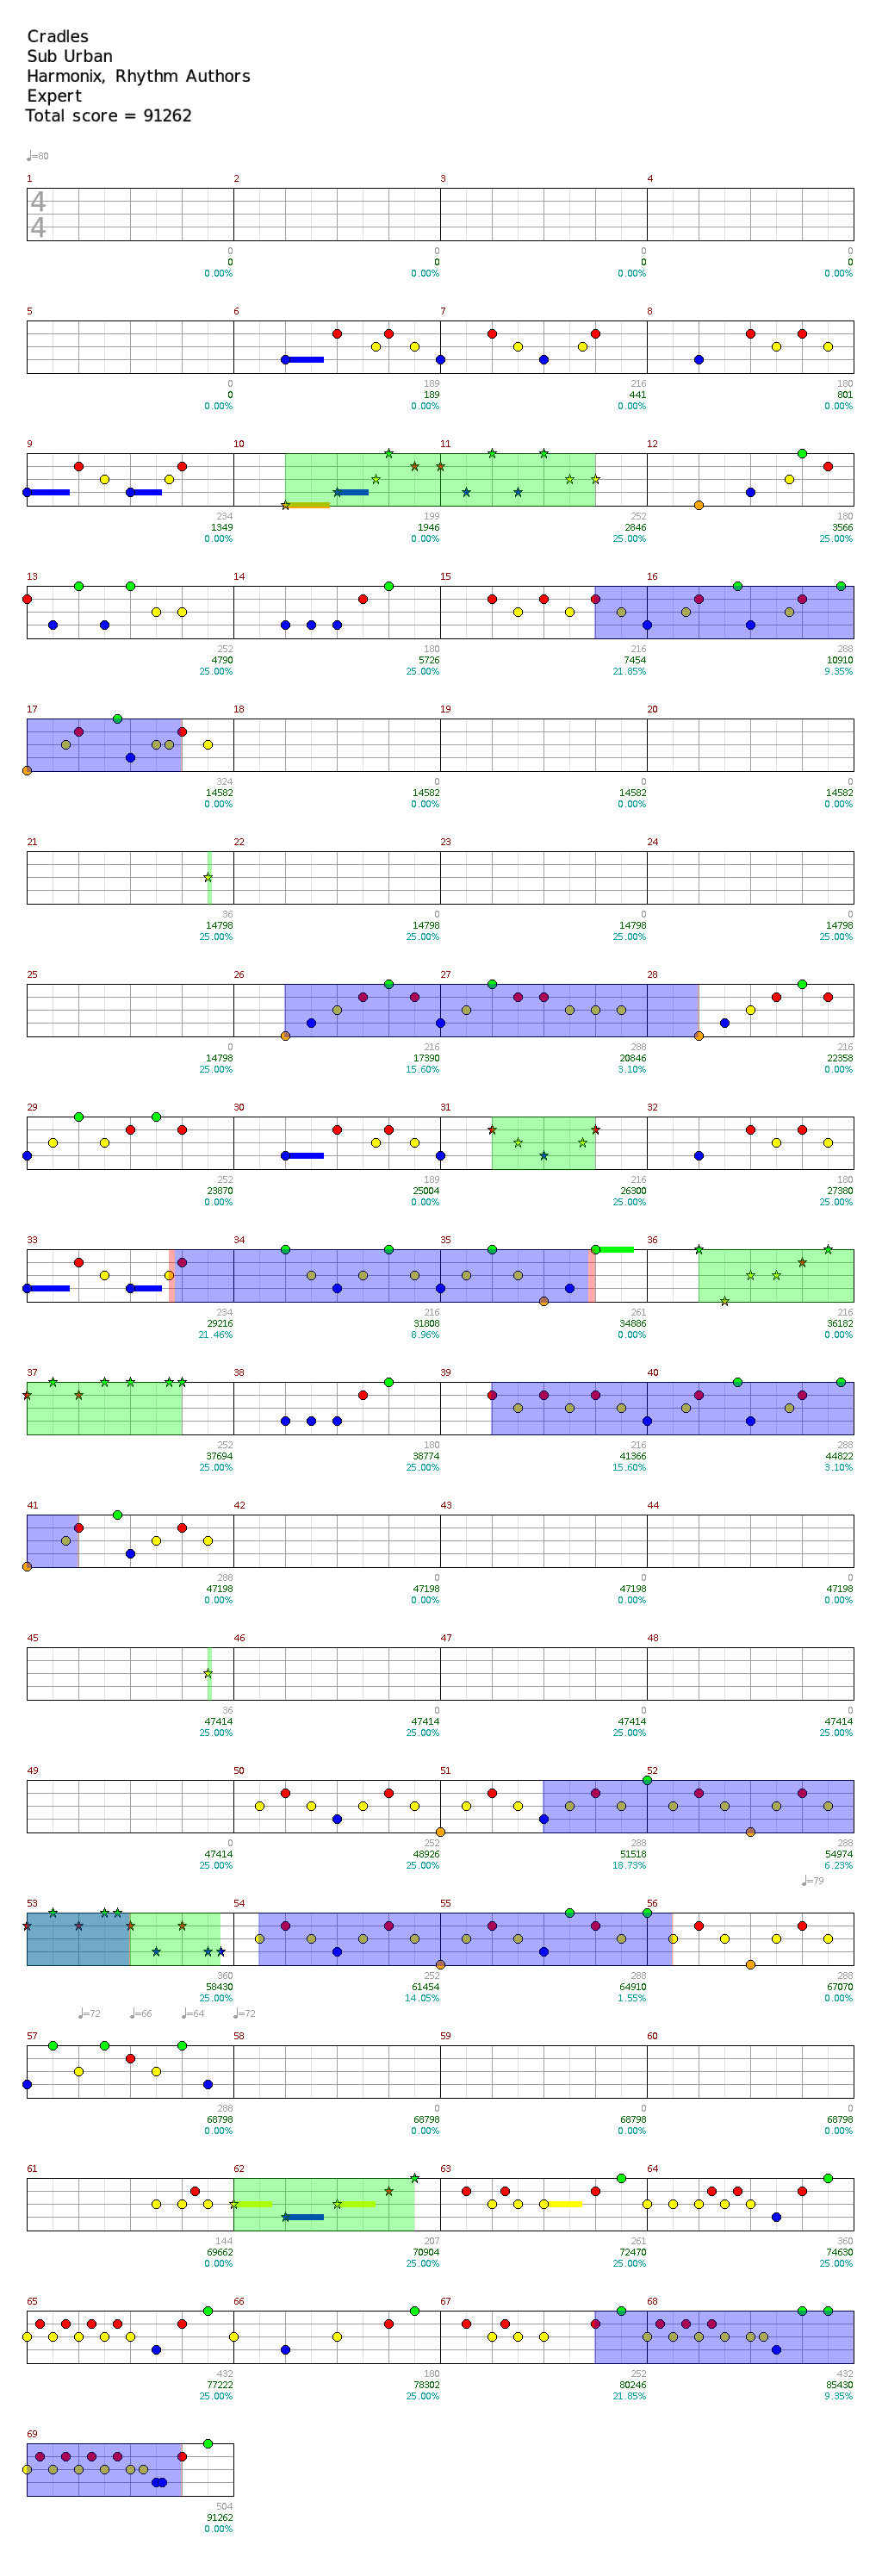 Cradles
Sub Urban
Harmonix, Rhythm Authors
Expert
Total score = 91262
♩=80
1 2 3 4
4
4
0 0 0 0
0 0 0 0
0.00% 0.00% 0.00% 0.00%
5 6 7 8
0 189 216 180
0 189 441 801
0.00% 0.00% 0.00% 0.00%
9 10 11 12
234 199 252 180
1349 1946 2846 3566
0.00% 0.00% 25.00% 25.00%
13 14 15 16
252 180 216 288
4790 5726 7454 10910
25.00% 25.00% 21.85% 9.35%
17 18 19 20
324 0 0 0
14582 14582 14582 14582
0.00% 0.00% 0.00% 0.00%
21 22 23 24
36 0 0 0
14798 14798 14798 14798
25.00% 25.00% 25.00% 25.00%
25 26 27 28
0 216 288 216
14798 17390 20846 22358
25.00% 15.60% 3.10% 0.00%
29 30 31 32
252 189 216 180
23870 25004 26300 27380
0.00% 0.00% 25.00% 25.00%
33 34 35 36
234 216 261 216
29216 31808 34886 36182
21.46% 8.96% 0.00% 0.00%
37 38 39 40
252 180 216 288
37694 38774 41366 44822
25.00% 25.00% 15.60% 3.10%
41 42 43 44
288 0 0 0
47198 47198 47198 47198
0.00% 0.00% 0.00% 0.00%
45 46 47 48
36 0 0 0
47414 47414 47414 47414
25.00% 25.00% 25.00% 25.00%
49 50 51 52
0 252 288 288
47414 48926 51518 54974
25.00% 25.00% 18.73% 6.23%
♩=79
53 54 55 56
360 252 288 288
58430 61454 64910 67070
25.00% 14.05% 1.55% 0.00%
♩=72 ♩=66 ♩=64 ♩=72
57 58 59 60
288 0 0 0
68798 68798 68798 68798
0.00% 0.00% 0.00% 0.00%
61 62 63 64
144 207 261 360
69662 70904 72470 74630
0.00% 25.00% 25.00% 25.00%
65 66 67 68
432 180 252 432
77222 78302 80246 85430
25.00% 25.00% 21.85% 9.35%
69
504
91262
0.00%